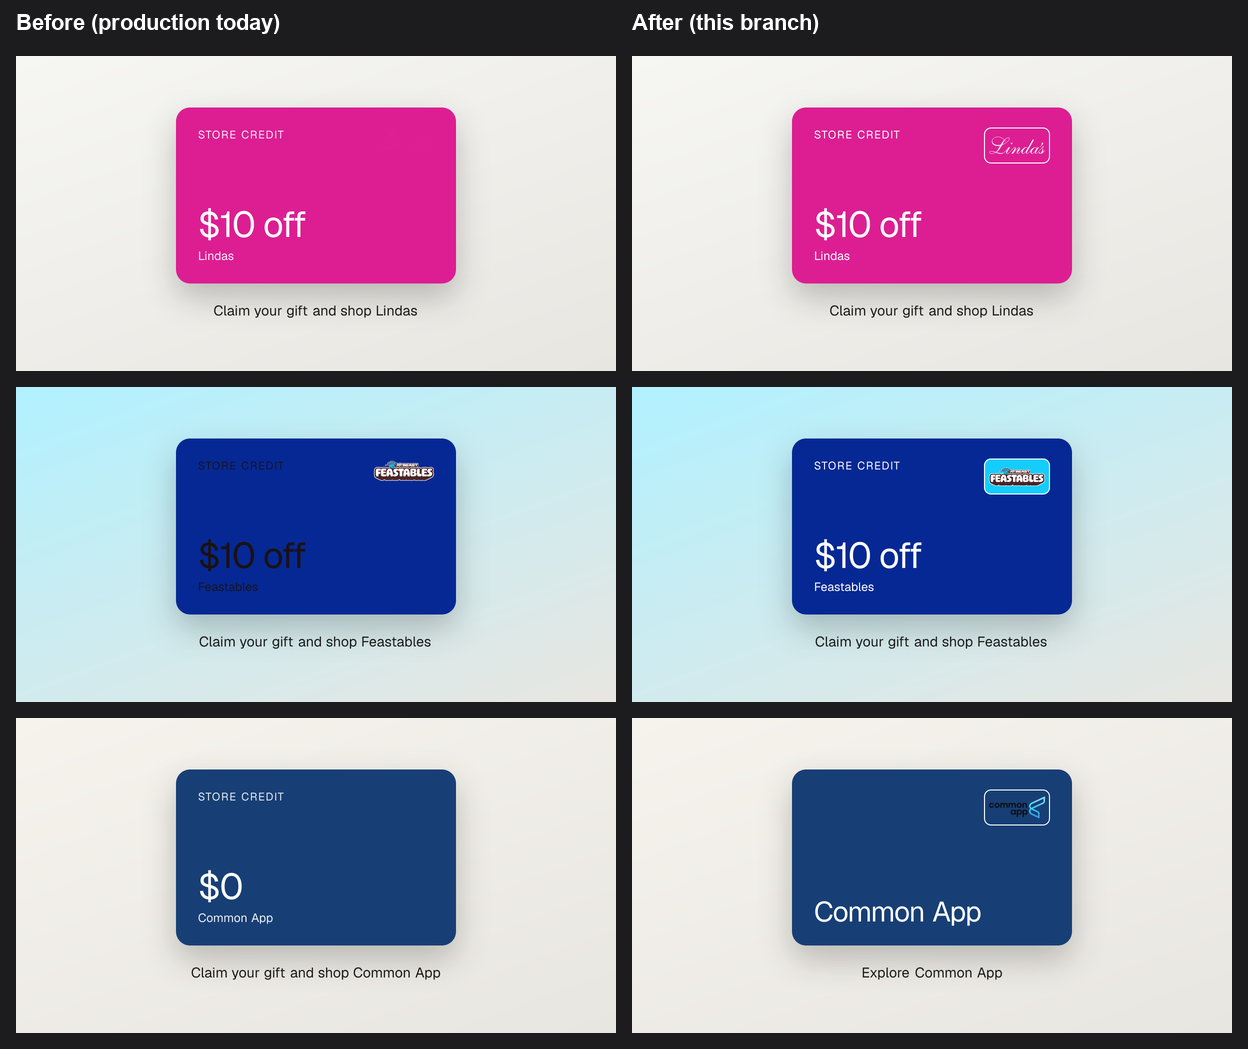 Before (production today)
After (this branch)
STORE CREDIT
$10 off
Lindas
Claim your gift and shop Lindas
STORE CREDIT
Linda's
$10 off
Lindas
Claim your gift and shop Lindas
STORE CREDIT
FEASTABLES
$10 off
Feastables
Claim your gift and shop Feastables
STORE CREDIT
FEASTABLES
$10 off
Feastables
Claim your gift and shop Feastables
STORE CREDIT
$0
Common App
Claim your gift and shop Common App
common
app
Common App
Explore Common App